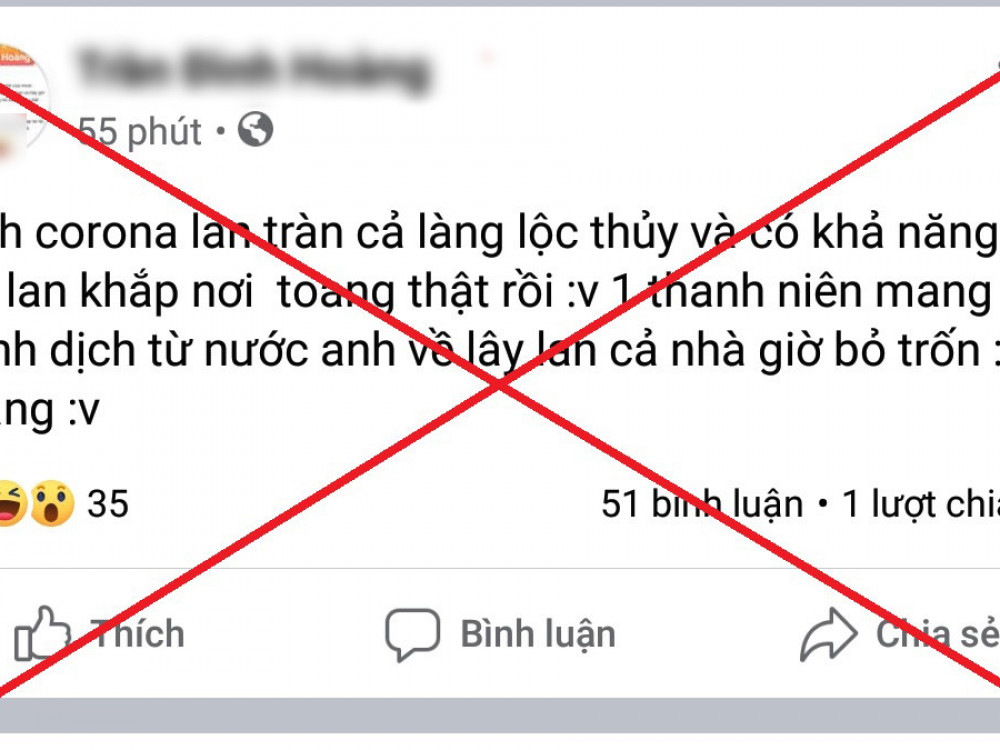 55 phút •
h corona lan tràn cả làng lộc thủy và có khả năng
lan khắp nơi toang thật rồi :v 1 thanh niên mang
nh dịch từ nước anh về lây lan cả nhà giờ bỏ trốn :
ng :v
35
51 bình luận • 1 lượt chia
Thích
Bình luận
Chia sẻ